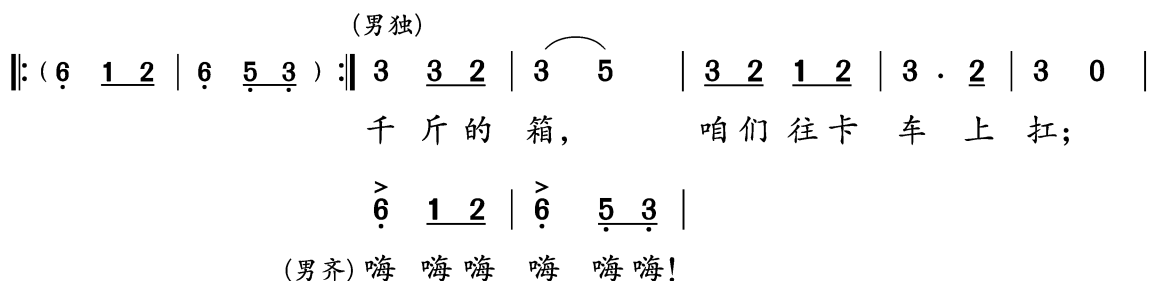 (男独)
( 6 1 2 | 6 5 3 ) 3 3 2 | 3 5 | 3 2 1 2 | 3 . 2 | 3 0 |
千斤的箱，咱们往卡车上扛；
> >
6 1 2 | 6 5 3 |
(男齐) 嗨嗨嗨嗨嗨嗨！